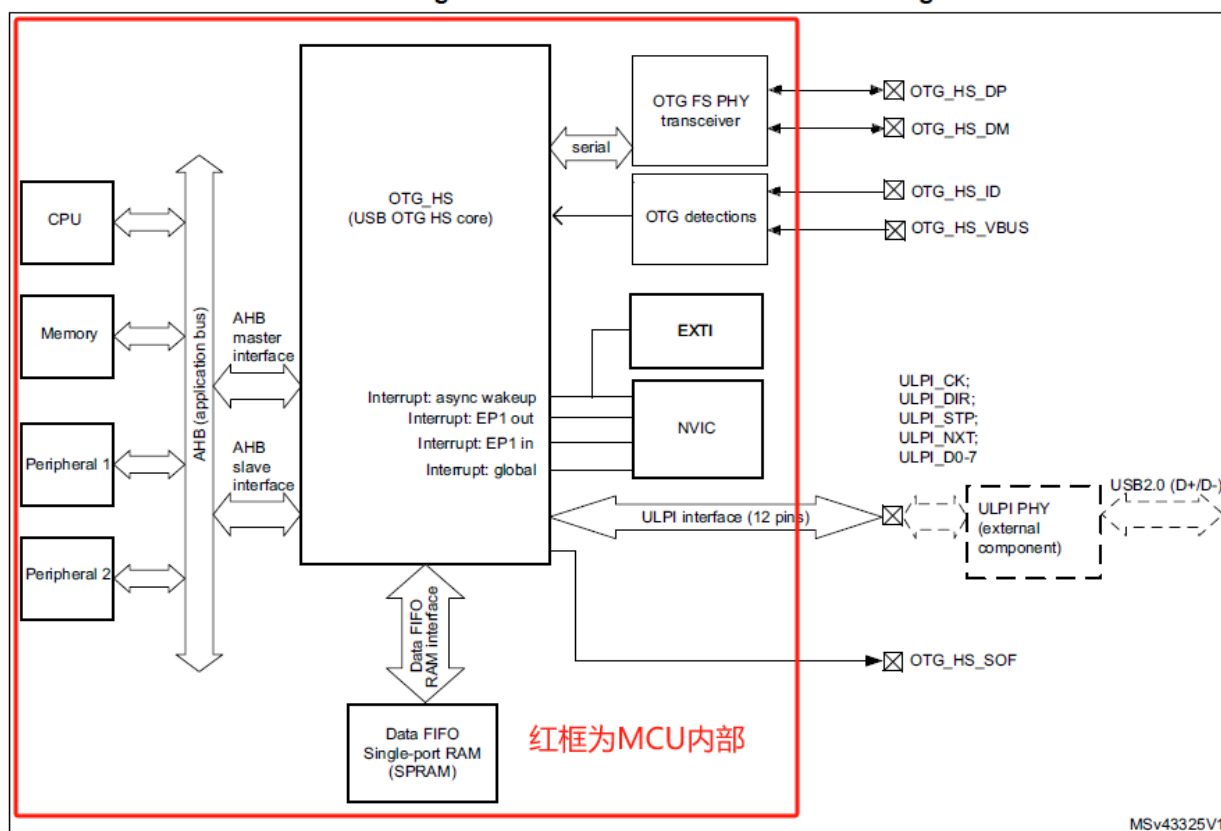 OTG FS PHY
transceiver
OTG_HS_DP
OTG_HS_DM
serial
OTG_HS
(USB OTG HS core)
OTG detections
OTG_HS_ID
OTG_HS_VBUS
CPU
Memory
Peripheral 1
Peripheral 2
AHB (application bus)
AHB
master
interface
AHB
slave
interface
EXTI
NVIC
Interrupt: async wakeup
Interrupt: EP1 out
Interrupt: EP1 in
Interrupt: global
ULPI_CK;
ULPI_DIR;
ULPI_STP;
ULPI_NXT;
ULPI_D0-7
ULPI interface (12 pins)
ULPI PHY
(external
component)
USB2.0 (D+/D-)
OTG_HS_SOF
Data FIFO
RAM interface
Data FIFO
Single-port RAM
(SPRAM)
红框为MCU内部
MSv43325V1